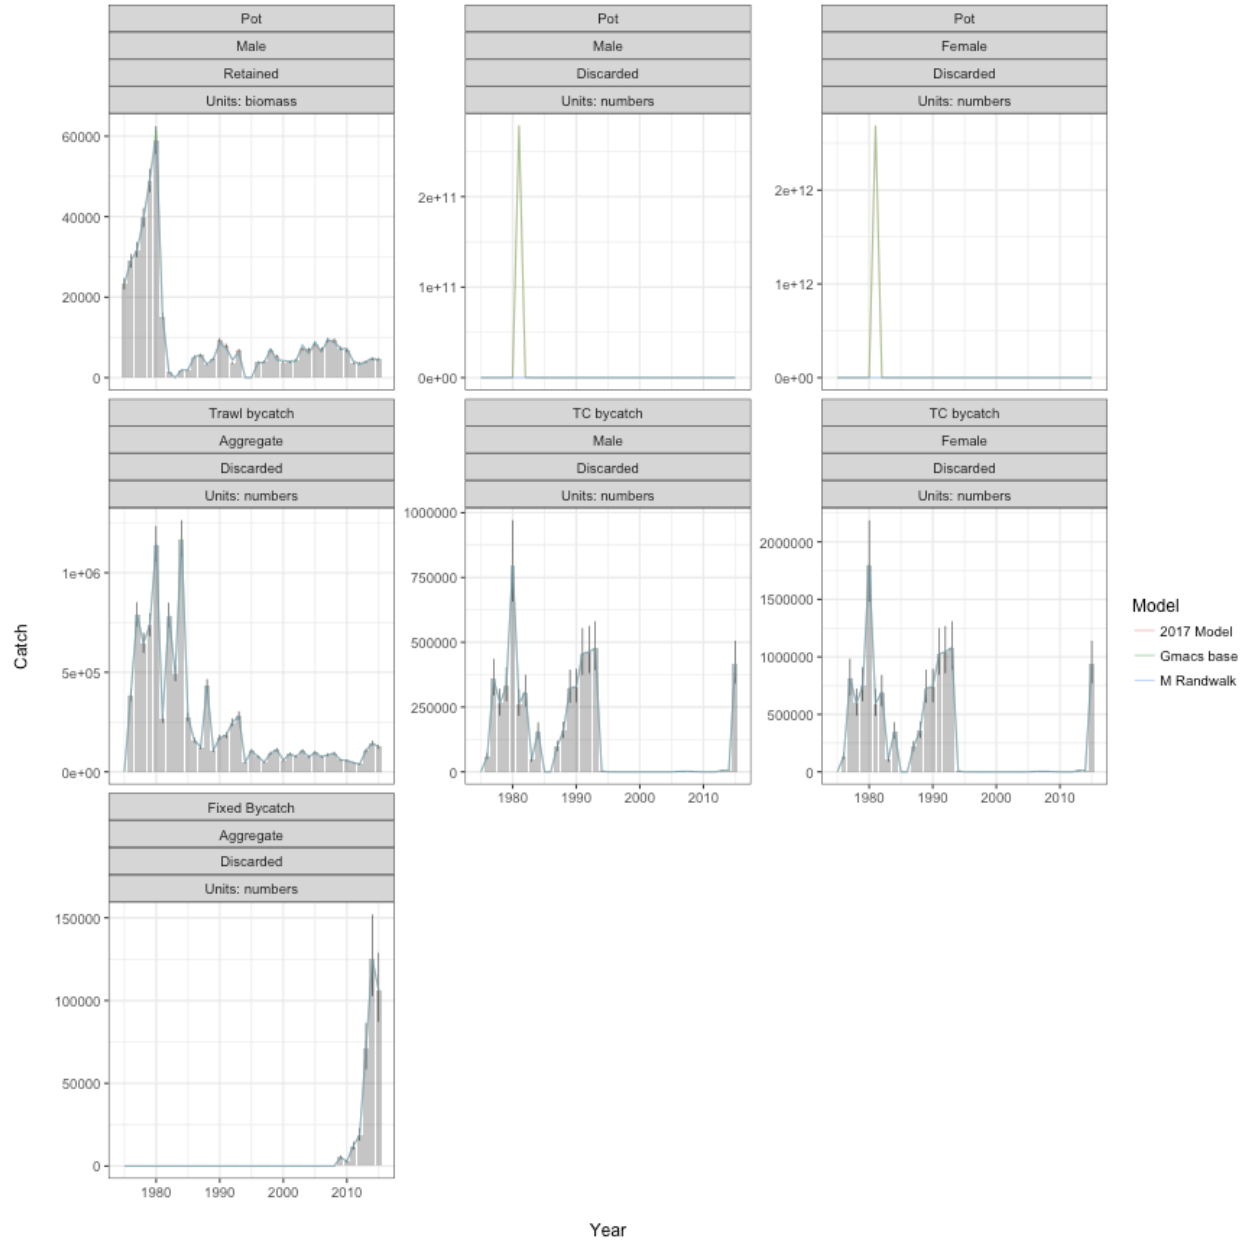 Pot
Male
Retained
Units: biomass
Pot
Male
Discarded
Units: numbers
Pot
Female
Discarded
Units: numbers
60000
40000
20000
0
2e+11
1e+11
0e+00
2e+12
1e+12
0e+00
Trawl bycatch
Aggregate
Discarded
Units: numbers
TC bycatch
Male
Discarded
Units: numbers
TC bycatch
Female
Discarded
Units: numbers
1e+06
5e+05
0e+00
1000000
750000
500000
250000
0
1980 1990 2000 2010
2000000
1500000
1000000
500000
0
1980 1990 2000 2010
Fixed Bycatch
Aggregate
Discarded
Units: numbers
150000
100000
50000
0
1980 1990 2000 2010
Catch
Year
Model
2017 Model
Gmacs base
M Randwalk